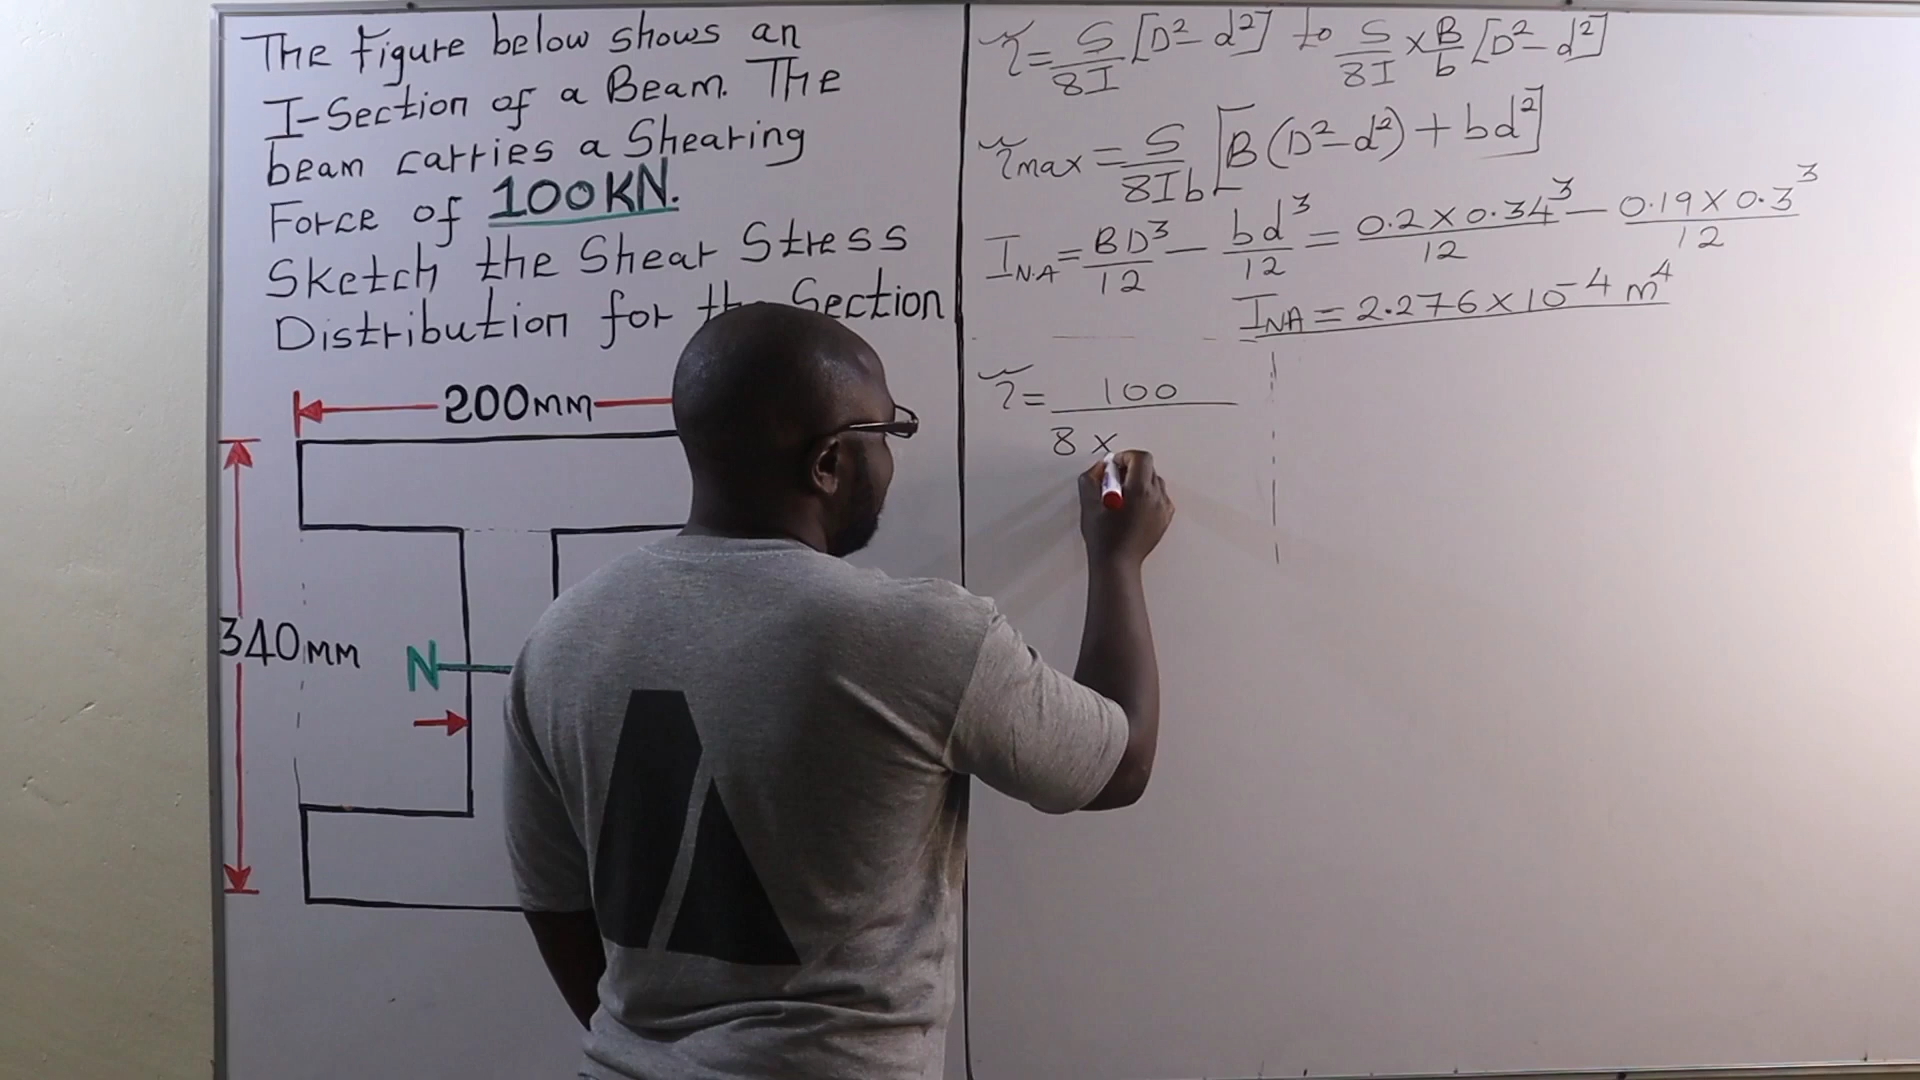 The Figure below shows an
I-Section of a Beam. The
beam carries a Shearing
Force of 100KN.
Sketch the Shear Stress
Distribution for the Section
200mm
340mm
N
τ = S/8I [D² - d²] to S/8I × B/b [D² - d²]
τmax = S/8Ib [B(D² - d²) + bd²]
I_N.A = BD³/12 - bd³/12 = 0.2 × 0.34³/12 - 0.19 × 0.3³/12
I_NA = 2.276 × 10⁻⁴ m⁴
τ = 100
8 ×